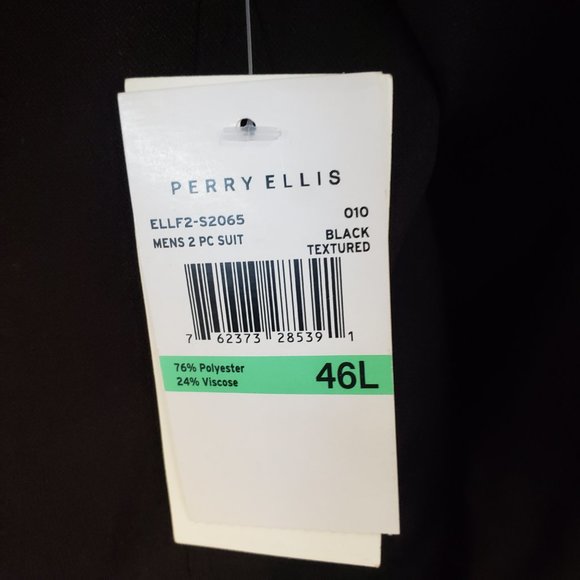 PERRY ELLIS
ELLF2-S2065 010
MENS 2 PC SUIT BLACK
TEXTURED
7 62373 28539 1
76% Polyester
24% Viscose
46L